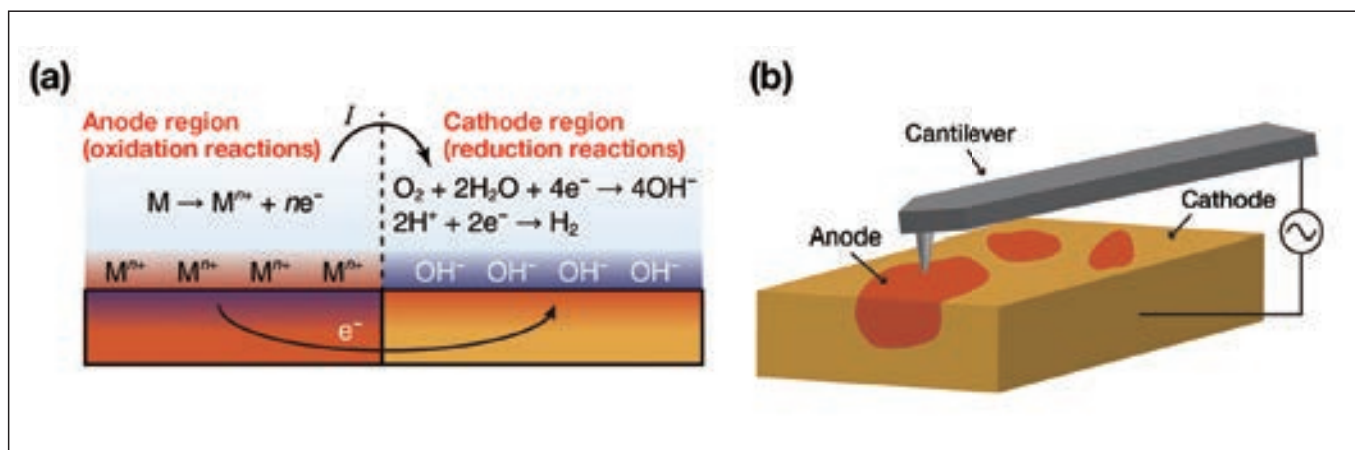 (a)
Anode region
(oxidation reactions)
I
Cathode region
(reduction reactions)
M → Mⁿ⁺ + ne⁻
O₂ + 2H₂O + 4e⁻ → 4OH⁻
2H⁺ + 2e⁻ → H₂
Mⁿ⁺ Mⁿ⁺ Mⁿ⁺ Mⁿ⁺
OH⁻ OH⁻ OH⁻ OH⁻
e⁻
(b)
Cantilever
Cathode
Anode